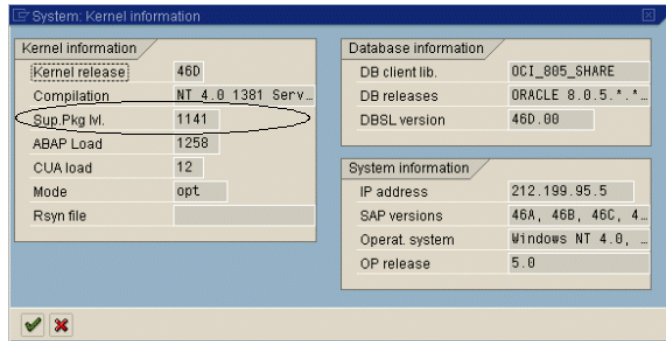 System: Kernel information
Kernel information
Kernel release 46D
Compilation NT 4.0 1381 Serv…
Sup.Pkg lvl. 1141
ABAP Load 1258
CUA load 12
Mode opt
Rsyn file
Database information
DB client lib. OCI_805_SHARE
DB releases ORACLE 8.0.5.*.*…
DBSL version 46D.00
System information
IP address 212.199.95.5
SAP versions 46A, 46B, 46C, 4…
Operat. system Windows NT 4.0, …
OP release 5.0